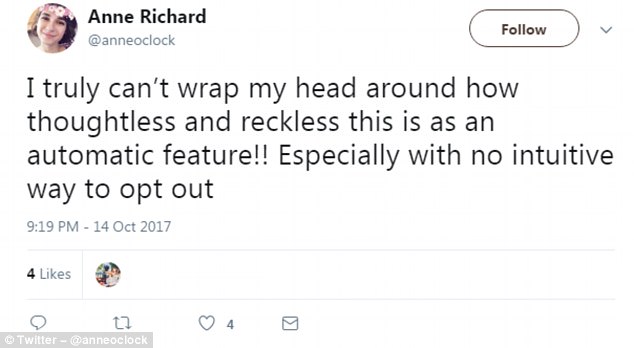 Anne Richard
@anneoclock
Follow
I truly can’t wrap my head around how
thoughtless and reckless this is as an
automatic feature!! Especially with no intuitive
way to opt out
9:19 PM - 14 Oct 2017
4 Likes
4
© Twitter – @anneoclock